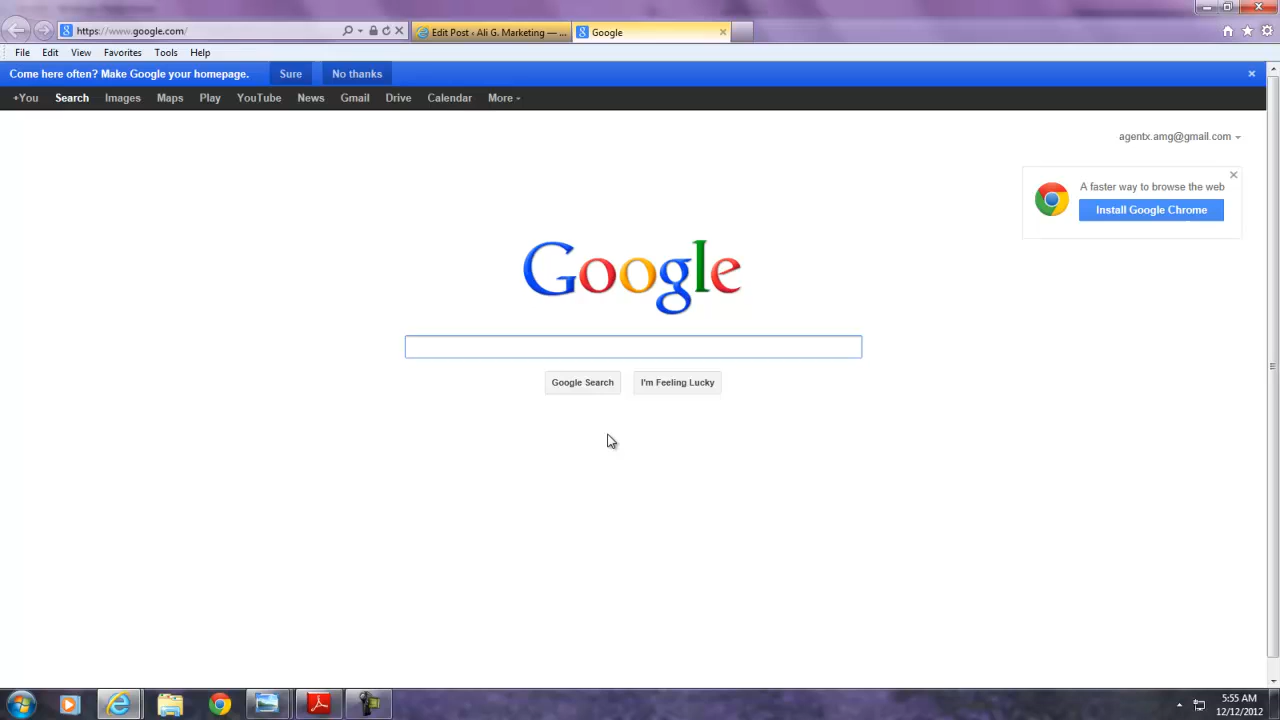 https://www.google.com/
Edit Post ‹ Ali G. Marketing — ...
Google
File Edit View Favorites Tools Help
Come here often? Make Google your homepage. Sure No thanks
+You Search Images Maps Play YouTube News Gmail Drive Calendar More
agentx.amg@gmail.com
A faster way to browse the web
Install Google Chrome
Google
Google Search I'm Feeling Lucky
5:55 AM
12/12/2012